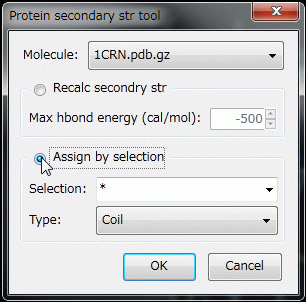 Protein secondary str tool
Molecule: 1CRN.pdb.gz
Recalc secondry str
Max hbond energy (cal/mol): -500
Assign by selection
Selection: *
Type: Coil
OK Cancel